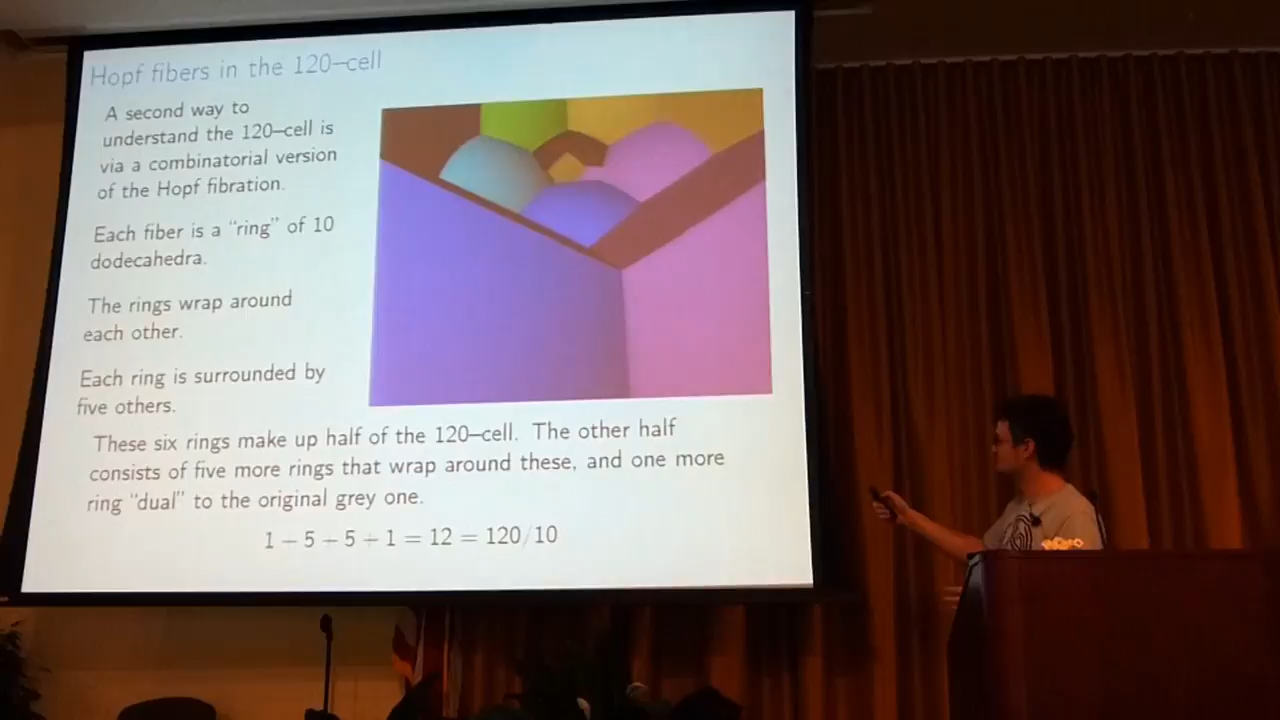 Hopf fibers in the 120–cell
A second way to
understand the 120–cell is
via a combinatorial version
of the Hopf fibration.
Each fiber is a “ring” of 10
dodecahedra.
The rings wrap around
each other.
Each ring is surrounded by
five others.
These six rings make up half of the 120–cell. The other half
consists of five more rings that wrap around these, and one more
ring “dual” to the original grey one.
1 + 5 + 5 + 1 = 12 = 120/10